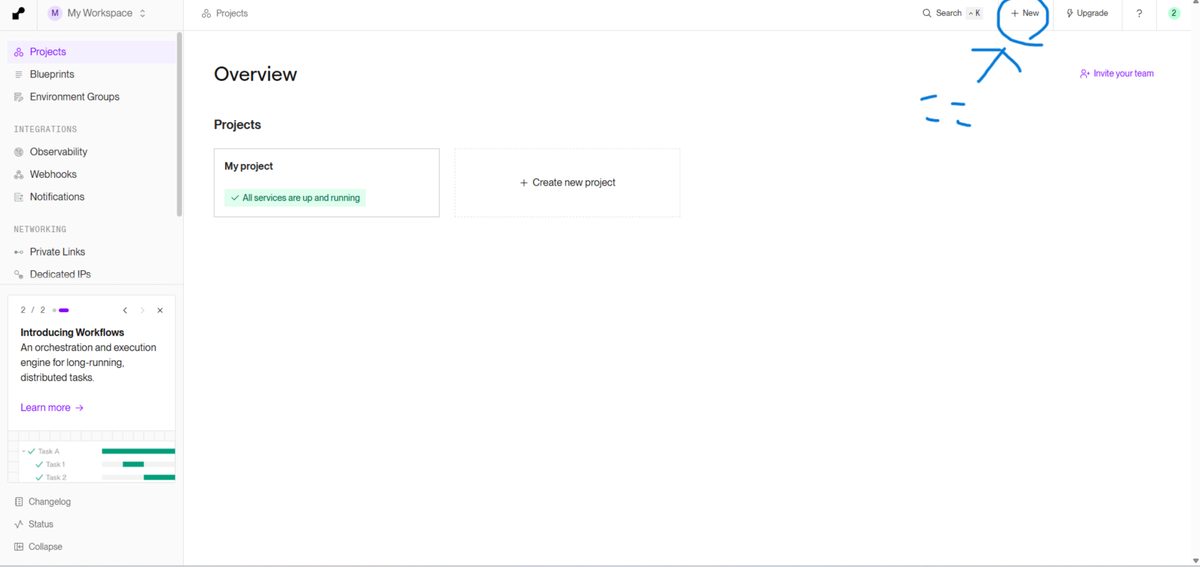 M My Workspace
Projects
Search ^ K
+ New
Upgrade
?
2
Projects
Blueprints
Environment Groups
INTEGRATIONS
Observability
Webhooks
Notifications
NETWORKING
Private Links
Dedicated IPs
2 / 2
Introducing Workflows
An orchestration and execution
engine for long-running,
distributed tasks.
Learn more →
Task A
Task 1
Task 2
Changelog
Status
Collapse
Overview
Invite your team
Projects
My project
All services are up and running
+ Create new project